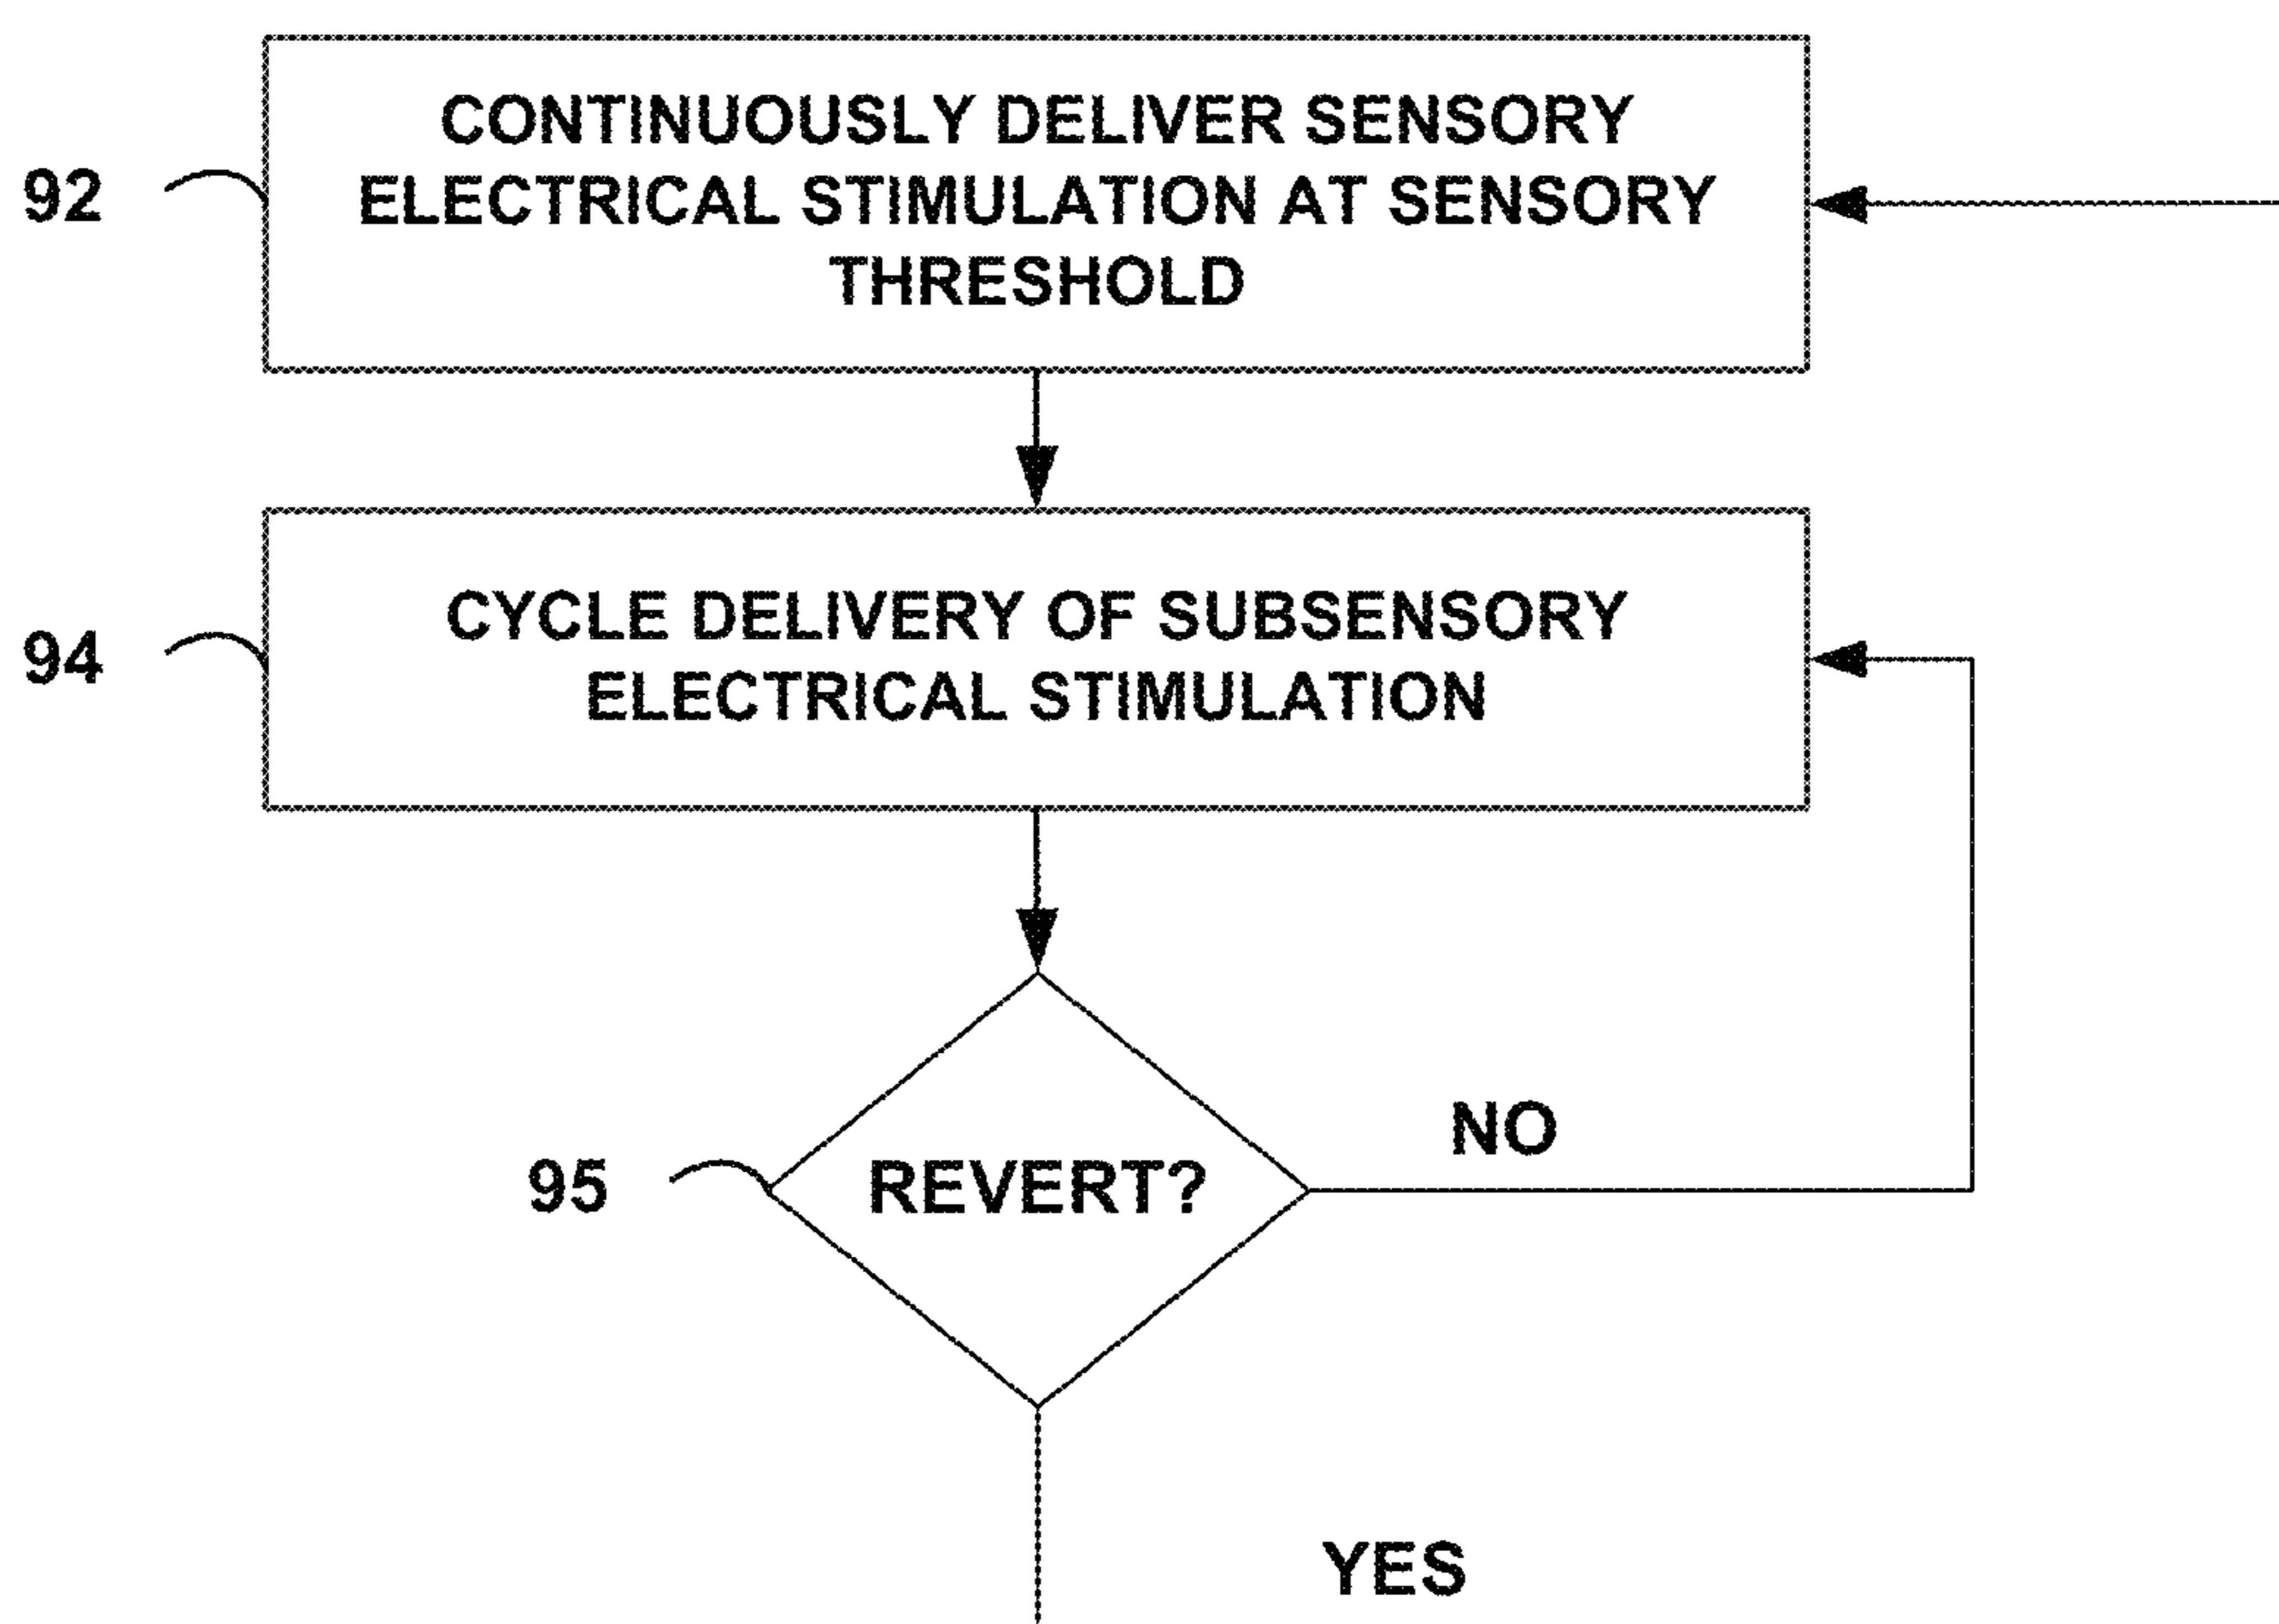 92
CONTINUOUSLY DELIVER SENSORY
ELECTRICAL STIMULATION AT SENSORY
THRESHOLD
94
CYCLE DELIVERY OF SUBSENSORY
ELECTRICAL STIMULATION
95
REVERT?
NO
YES